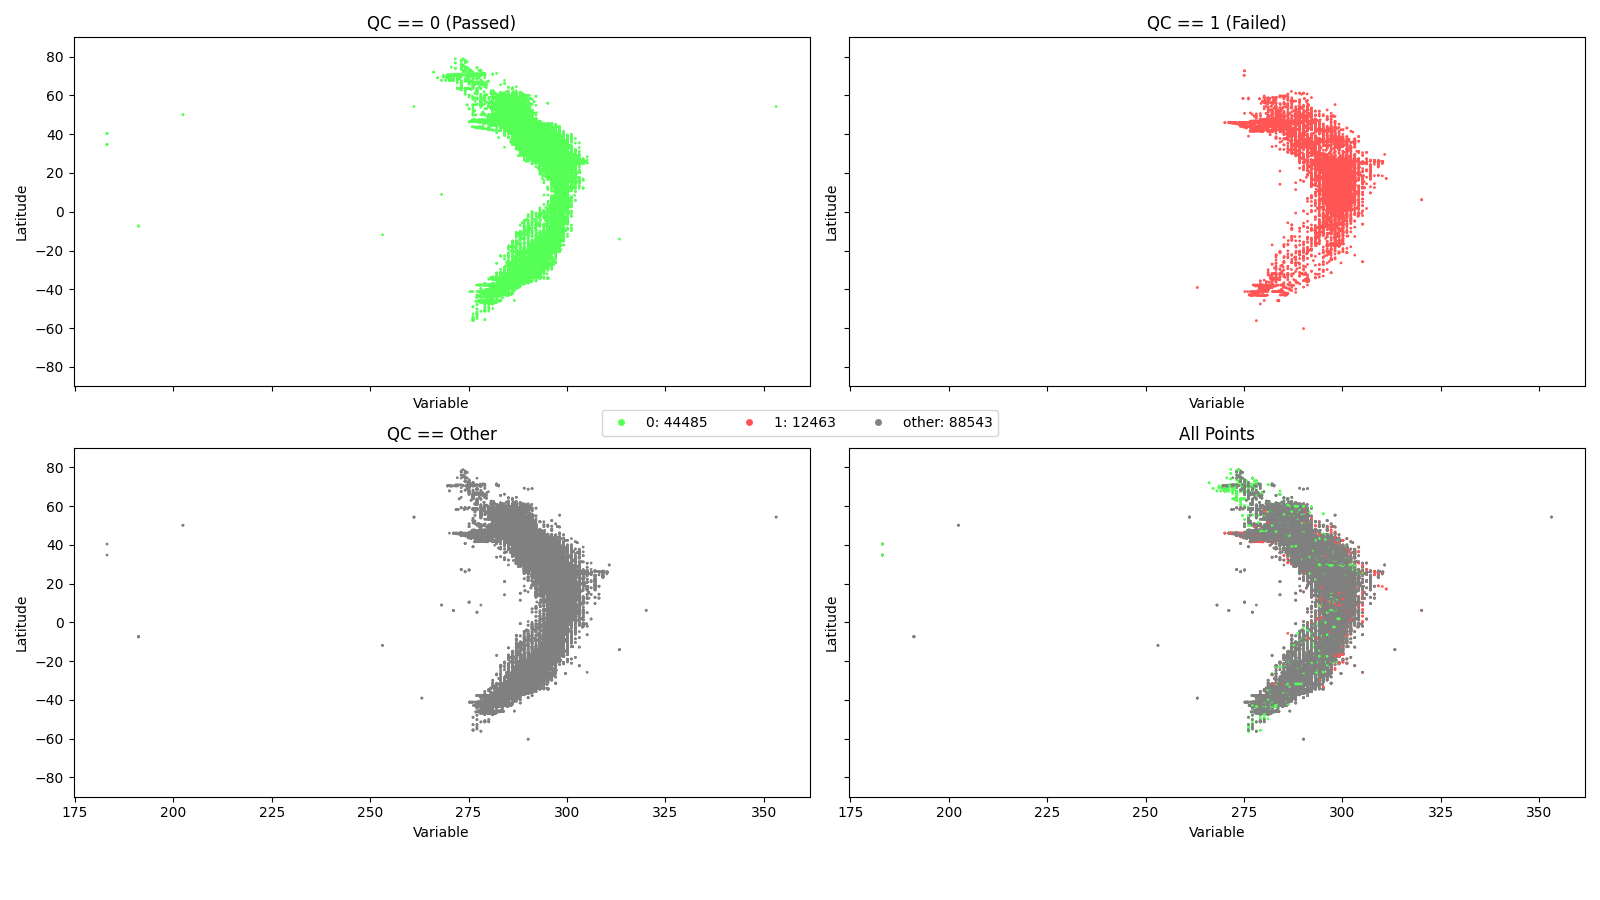 QC == 0 (Passed)
QC == 1 (Failed)
80
60
40
20
0
−20
−40
−60
−80
Latitude
Latitude
Variable
Variable
0: 44485
1: 12463
other: 88543
QC == Other
All Points
80
60
40
20
0
−20
−40
−60
−80
Latitude
Latitude
175
200
225
250
275
300
325
350
175
200
225
250
275
300
325
350
Variable
Variable